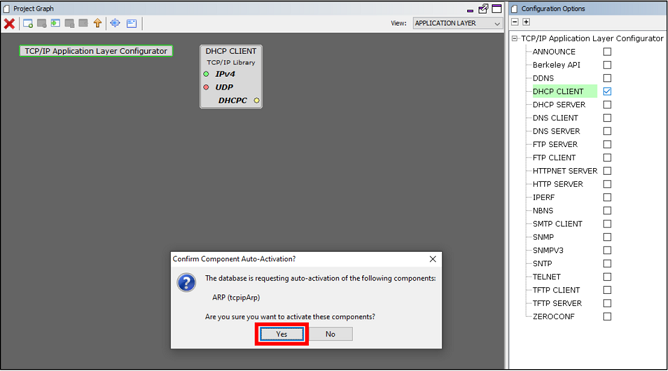 Project Graph
View:
APPLICATION LAYER
TCP/IP Application Layer Configurator
DHCP CLIENT
TCP/IP Library
IPv4
UDP
DHCPC
Confirm Component Auto-Activation?
The database is requesting auto-activation of the following components:
ARP (tcpipArp)
Are you sure you want to activate these components?
Yes
No
Configuration Options
TCP/IP Application Layer Configurator
ANNOUNCE
Berkeley API
DDNS
DHCP CLIENT
DHCP SERVER
DNS CLIENT
DNS SERVER
FTP SERVER
FTP CLIENT
HTTPNET SERVER
HTTP SERVER
IPERF
NBNS
SMTP CLIENT
SNMP
SNMPV3
SNTP
TELNET
TFTP CLIENT
TFTP SERVER
ZEROCONF